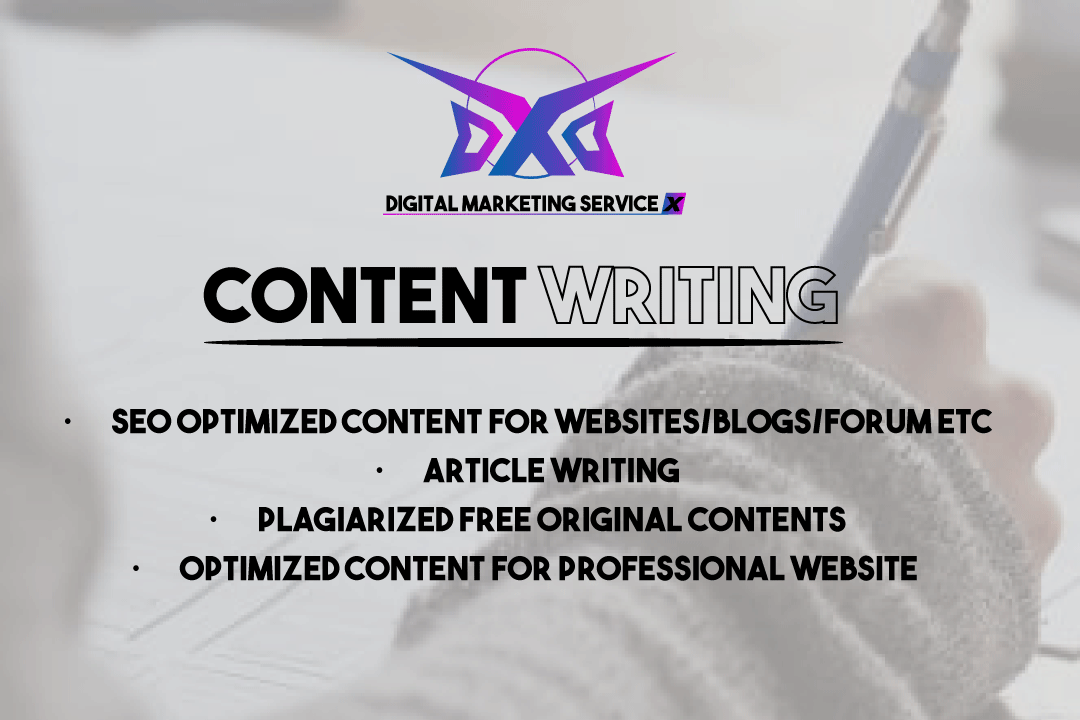 DIGITAL MARKETING SERVICE X
CONTENT WRITING
• SEO OPTIMIZED CONTENT FOR WEBSITES/BLOGS/FORUM ETC
• ARTICLE WRITING
• PLAGIARIZED FREE ORIGINAL CONTENTS
• OPTIMIZED CONTENT FOR PROFESSIONAL WEBSITE